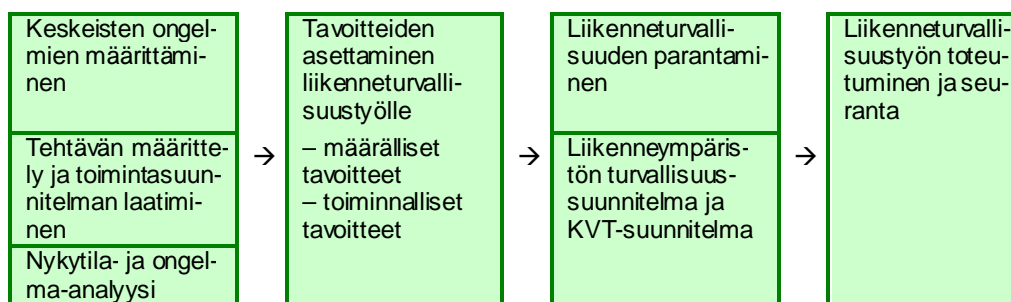 Keskeisten ongel-
mien määrittämi-
nen
Tehtävän määritte-
ly ja toimintasuun-
nitelman laatimi-
nen
Nykytila- ja ongel-
ma-analyysi
→
Tavoitteiden
asettaminen
liikenneturvalli-
suustyölle
– määrälliset
tavoitteet
– toiminnalliset
tavoitteet
→
Liikenneturvalli-
suuden parantami-
nen
Liikenneympäris-
tön turvallisuus-
suunnitelma ja
KVT-suunnitelma
→
Liikenneturvalli-
suustyön toteu-
tuminen ja seu-
ranta